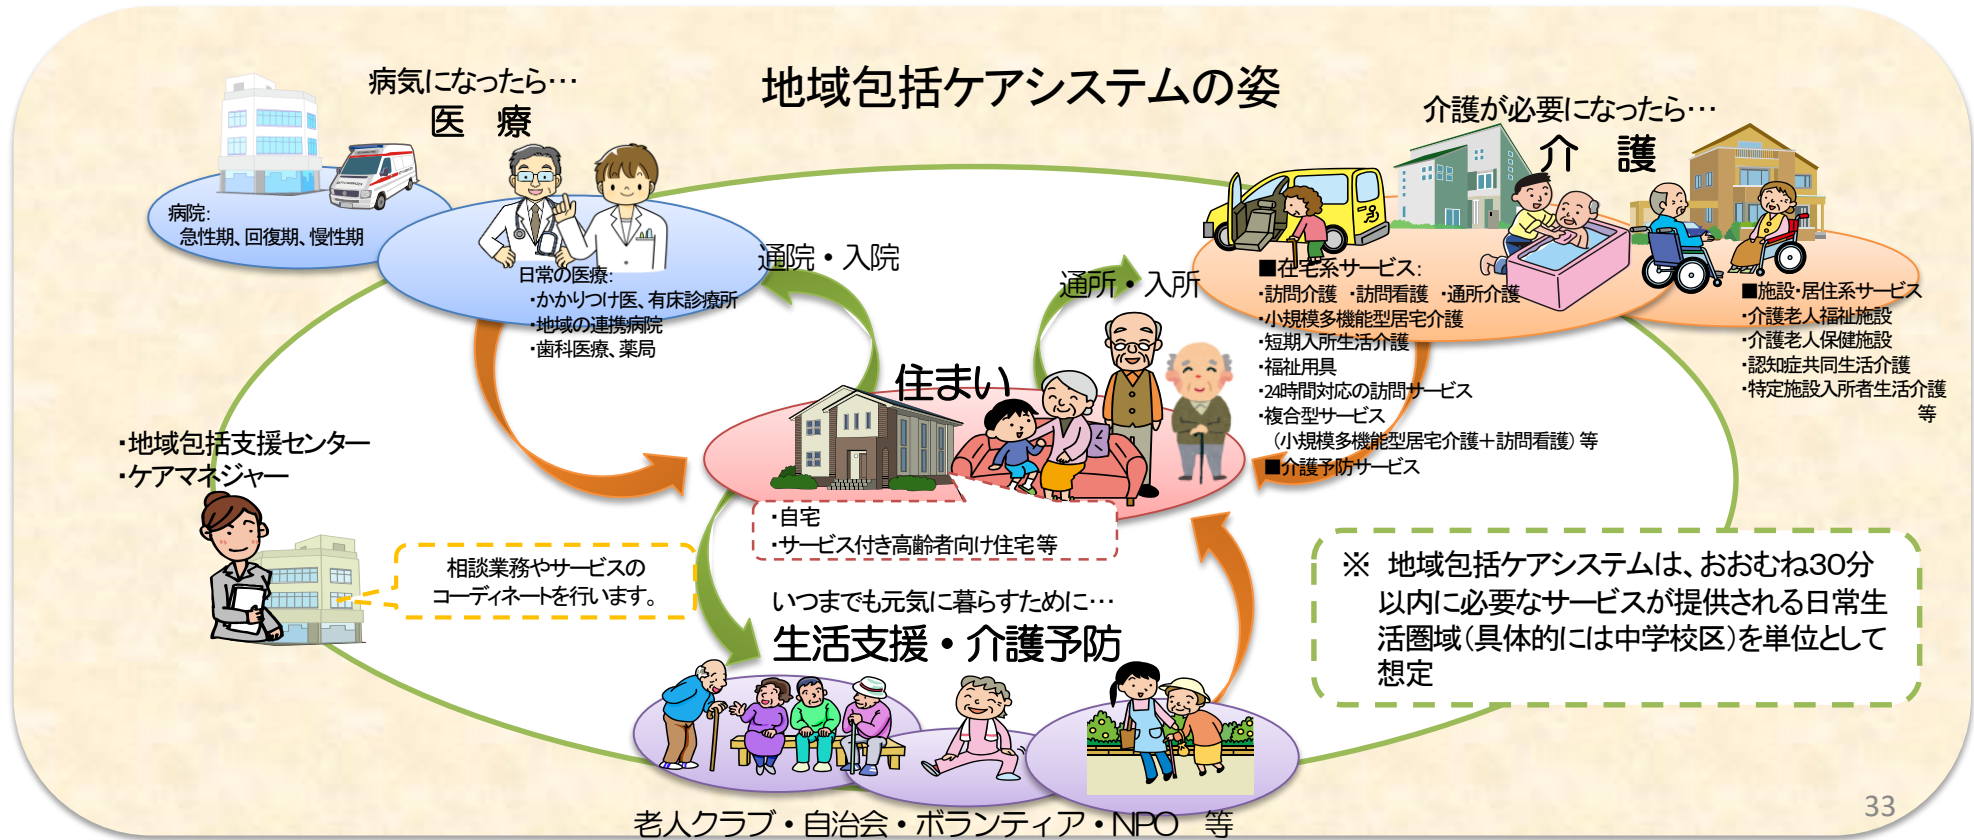 地域包括ケアシステムの姿
病気になったら…
医 療
病院:
急性期、回復期、慢性期
日常の医療:
・かかりつけ医、有床診療所
・地域の連携病院
・歯科医療、薬局
通院・入院
通所・入所
介護が必要になったら…
介 護
■在宅系サービス:
・訪問介護 ・訪問看護 ・通所介護
・小規模多機能型居宅介護
・短期入所生活介護
・福祉用具
・24時間対応の訪問サービス
・複合型サービス
（小規模多機能型居宅介護＋訪問看護）等
■介護予防サービス
■施設・居住系サービス
・介護老人福祉施設
・介護老人保健施設
・認知症共同生活介護
・特定施設入所者生活介護
等
住まい
・自宅
・サービス付き高齢者向け住宅等
・地域包括支援センター
・ケアマネジャー
相談業務やサービスの
コーディネートを行います。
いつまでも元気に暮らすために…
生活支援・介護予防
老人クラブ・自治会・ボランティア・NPO 等
※ 地域包括ケアシステムは、おおむね30分
以内に必要なサービスが提供される日常生
活圏域（具体的には中学校区）を単位として
想定
33